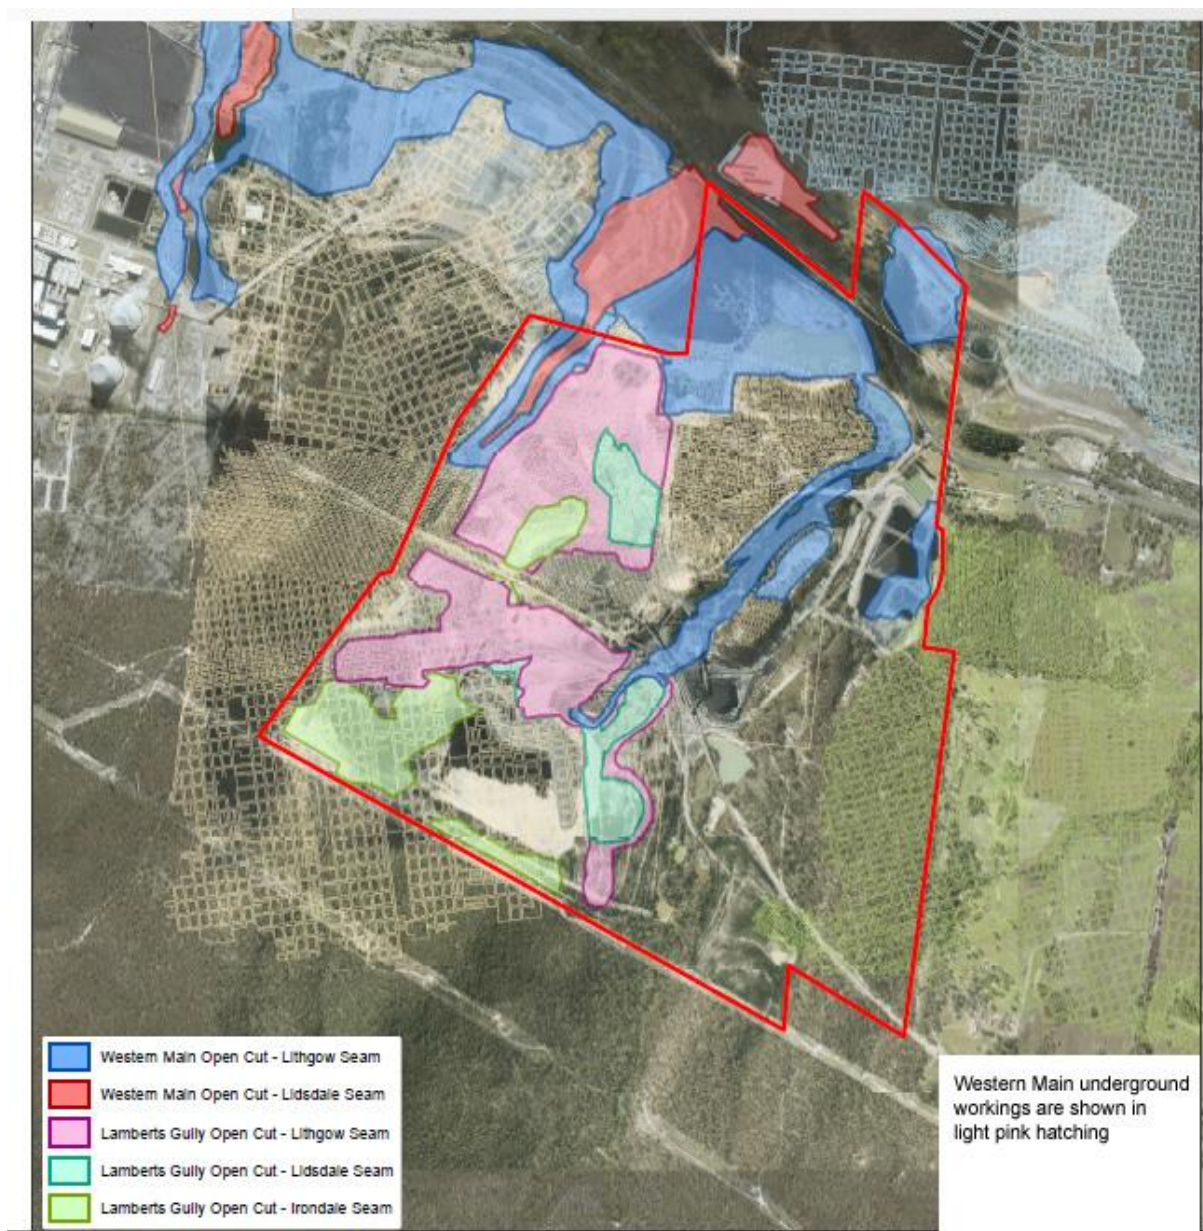 Western Main Open Cut - Lithgow Seam
Western Main Open Cut - Lidsdale Seam
Lamberts Gully Open Cut - Lithgow Seam
Lamberts Gully Open Cut - Lidsdale Seam
Lamberts Gully Open Cut - Irondale Seam
Western Main underground
workings are shown in
light pink hatching